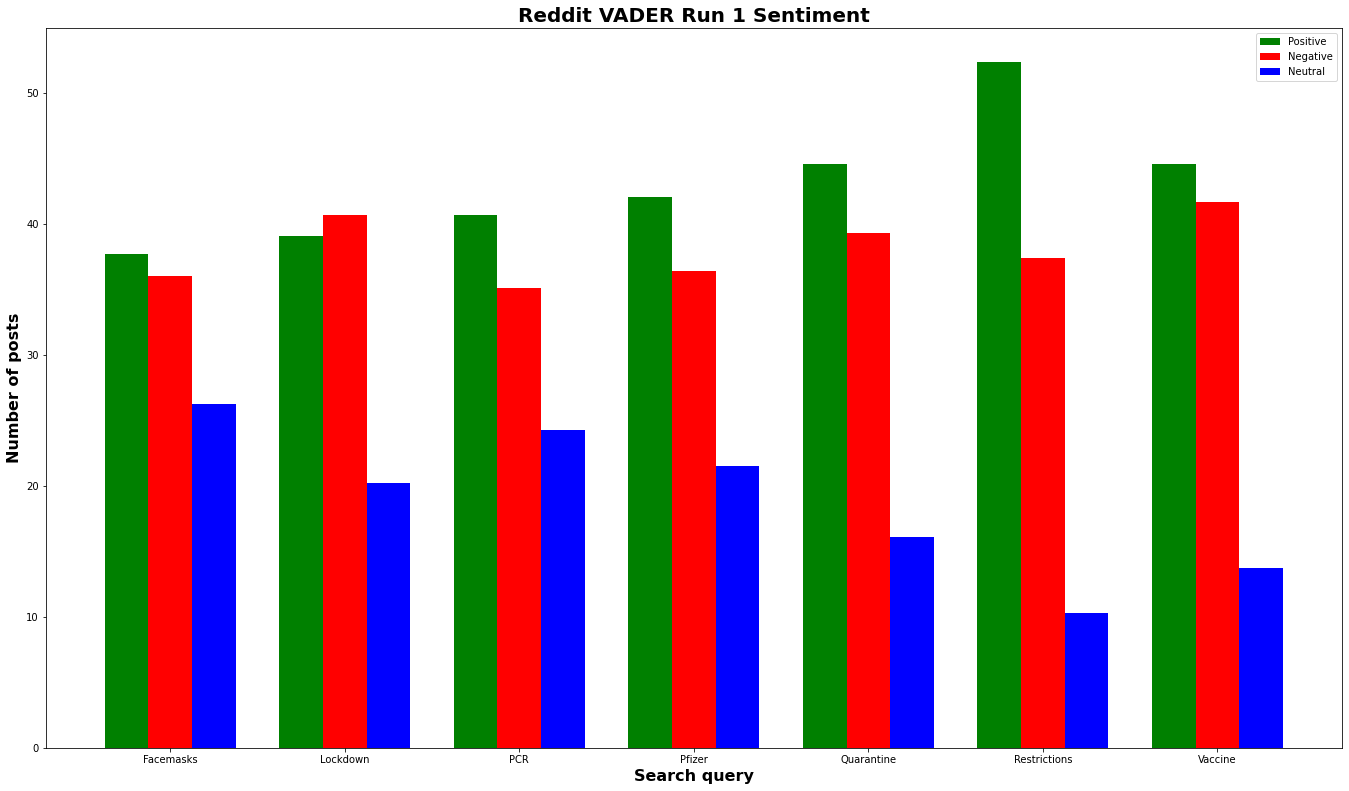 Reddit VADER Run 1 Sentiment
Positive
Negative
Neutral
Number of posts
50
40
30
20
10
0
Facemasks Lockdown PCR Pfizer Quarantine Restrictions Vaccine
Search query